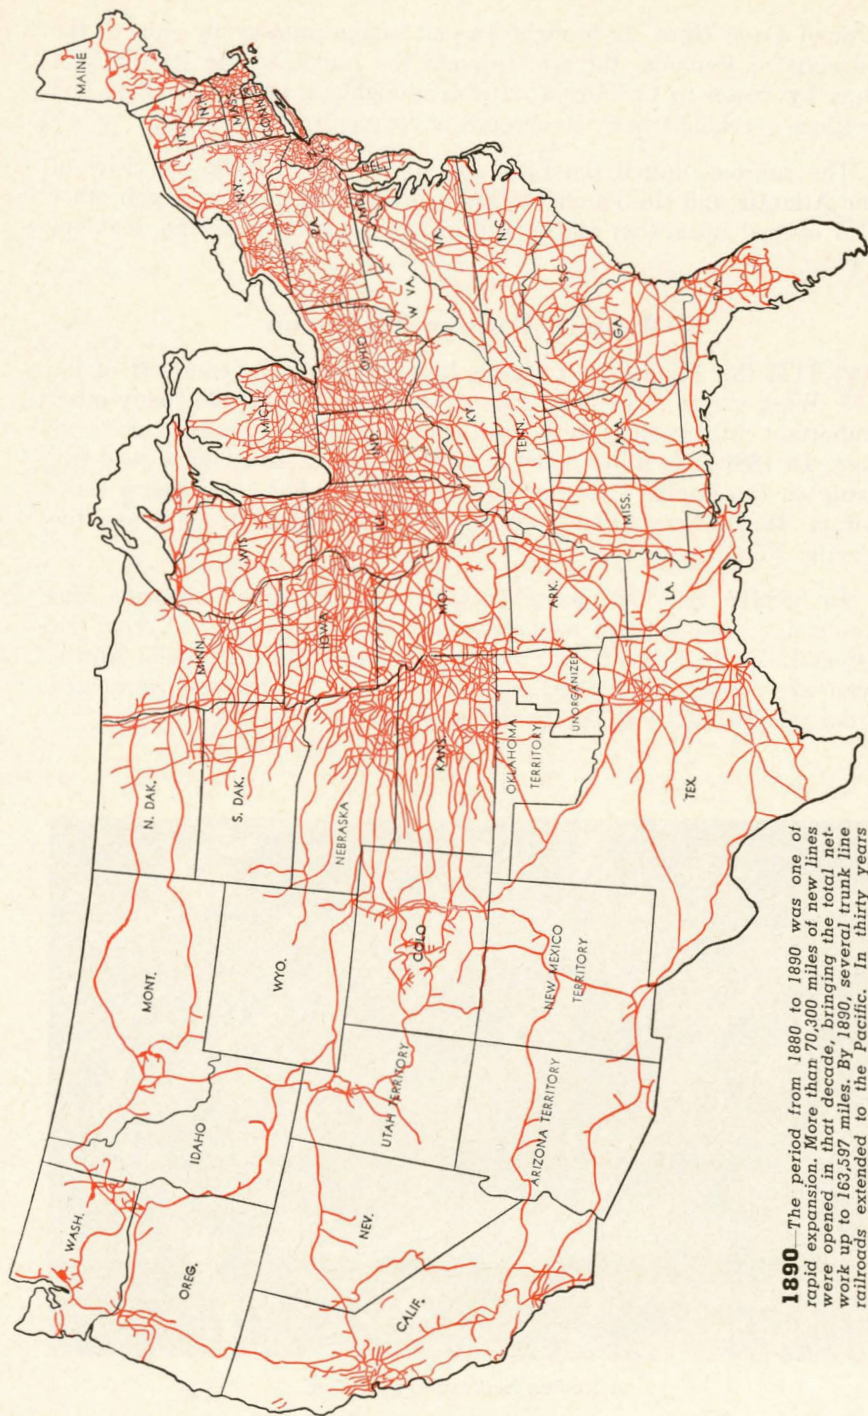 MAINE
VT.
N.H.
MASS.
CONN.
N.Y.
PA.
N.J.
MD.
DEL.
OHIO
W VA.
VA.
N.C.
S.C.
GA.
FLA.
MICH.
IND.
KY.
TENN.
ALA.
MISS.
WIS.
ILL.
MINN.
IOWA
MO.
ARK.
LA.
N. DAK.
S. DAK.
NEBRASKA
KANS.
OKLAHOMA
TERRITORY
UNORGANIZED
TEX.
MONT.
WYO.
COLO
NEW MEXICO
TERRITORY
IDAHO
UTAH TERRITORY
ARIZONA TERRITORY
WASH.
OREG.
NEV.
CALIF.
1890—The period from 1880 to 1890 was one of
rapid expansion. More than 70,300 miles of new lines
were opened in that decade, bringing the total net-
work up to 163,597 miles. By 1890, several trunk line
railroads extended to the Pacific. In thirty years